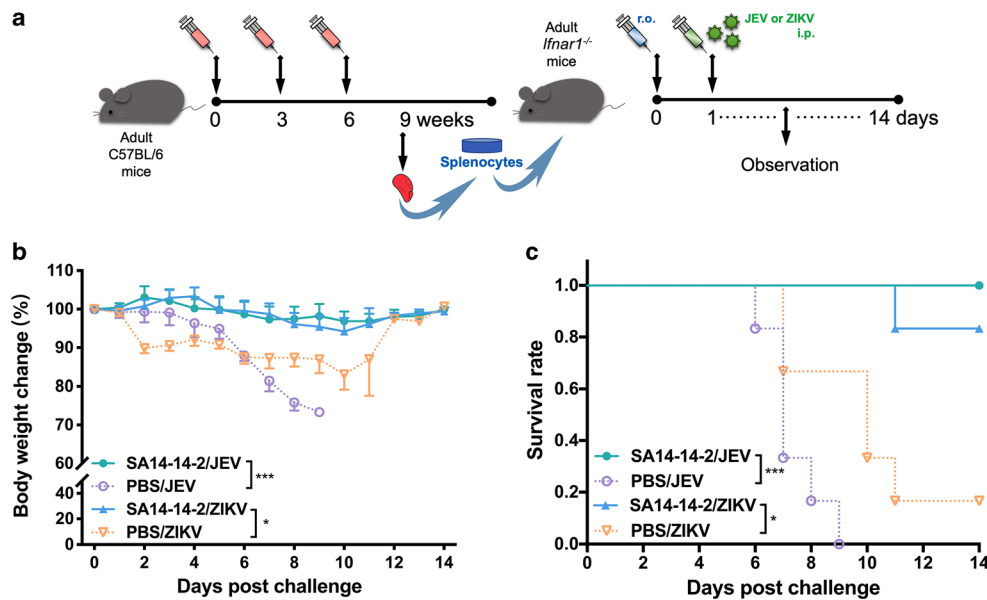 a
Adult
C57BL/6
mice
0
3
6
9 weeks
Splenocytes
Adult
Ifnar1-/-
mice
r.o.
JEV or ZIKV
i.p.
0
1
14 days
Observation
b
Body weight change (%)
110
100
90
80
70
60
40
20
0
SA14-14-2/JEV
PBS/JEV
***
SA14-14-2/ZIKV
PBS/ZIKV
*
0 2 4 6 8 10 12 14
Days post challenge
c
Survival rate
1.0
0.8
0.6
0.4
0.2
0.0
SA14-14-2/JEV
PBS/JEV
***
SA14-14-2/ZIKV
PBS/ZIKV
*
0 2 4 6 8 10 12 14
Days post challenge